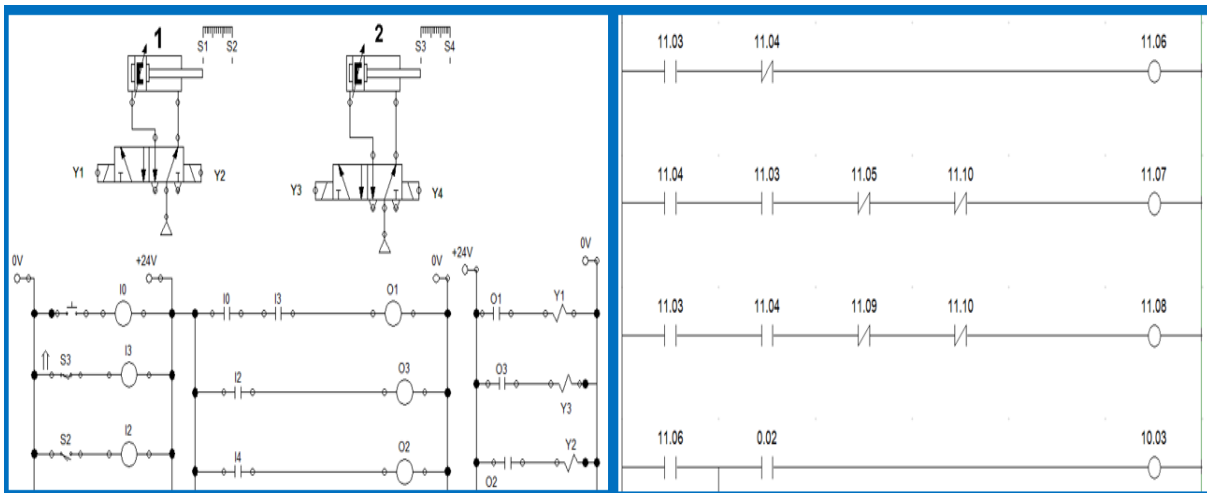 1
S1 S2
2
S3 S4
Y1 Y2
Y3 Y4
0V +24V 0V +24V 0V
I0 I0 I3 O1 O1 Y1
S3 I3 I2 O3 O3 Y3
S2 I2 I4 O2 O2 Y2
11.03 11.04 11.06
11.04 11.03 11.05 11.10 11.07
11.03 11.04 11.09 11.10 11.08
11.06 0.02 10.03